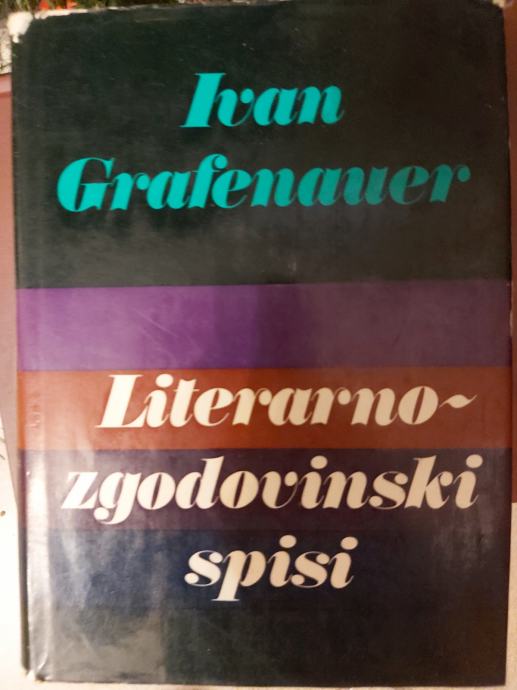 Ivan
Grafenauer
Literarno~
zgodovinski
spisi